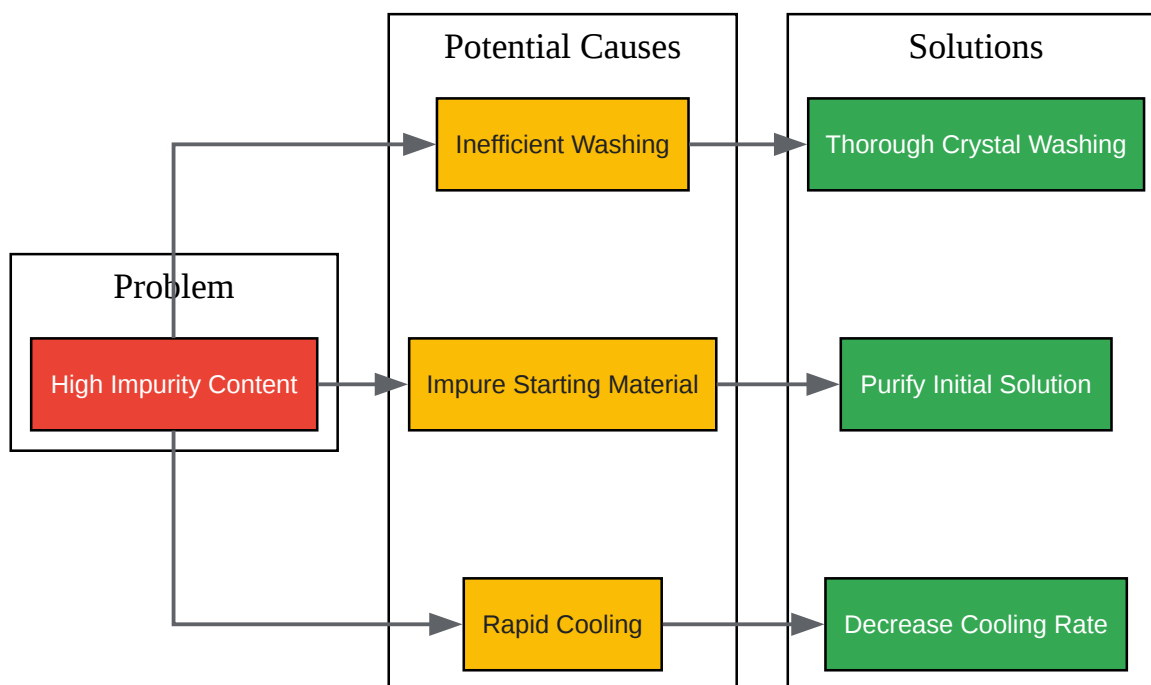 Potential Causes
Solutions
Inefficient Washing
Thorough Crystal Washing
Problem
High Impurity Content
Impure Starting Material
Purify Initial Solution
Rapid Cooling
Decrease Cooling Rate